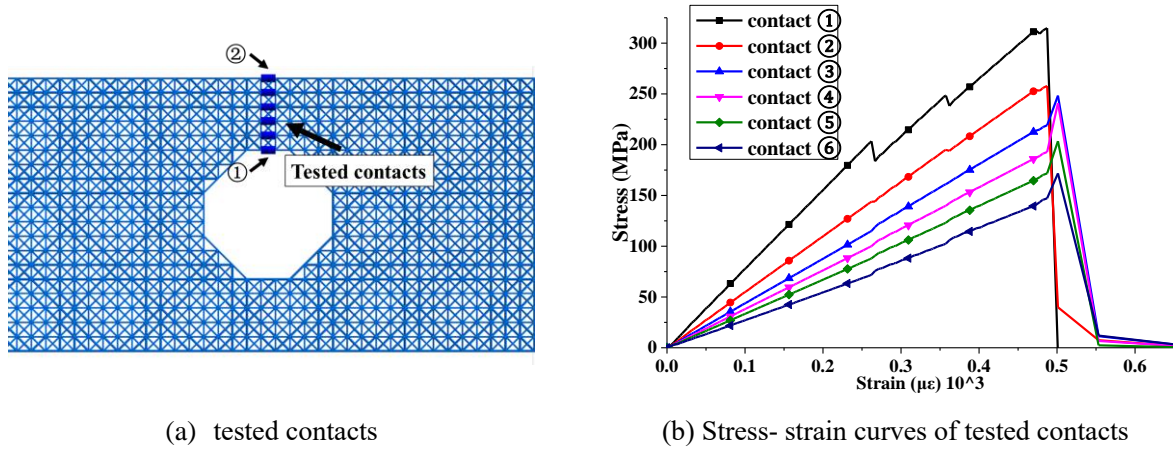 ②
①
Tested contacts
contact ①
contact ②
contact ③
contact ④
contact ⑤
contact ⑥
Stress (MPa)
300
250
200
150
100
50
0
0.0 0.1 0.2 0.3 0.4 0.5 0.6
Strain (με) 10^3
(a) tested contacts
(b) Stress- strain curves of tested contacts